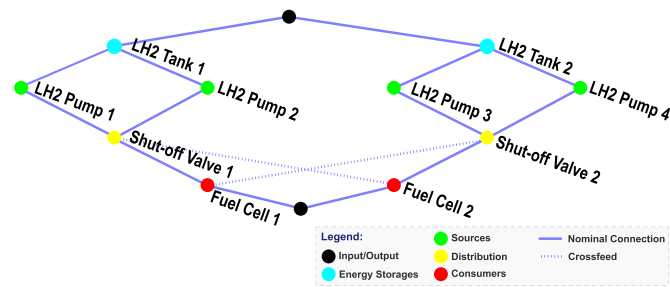 LH2 Tank 1
LH2 Tank 2
LH2 Pump 1
LH2 Pump 2
LH2 Pump 3
LH2 Pump 4
Shut-off Valve 1
Shut-off Valve 2
Fuel Cell 1
Fuel Cell 2
Legend:
Input/Output
Energy Storages
Sources
Distribution
Consumers
Nominal Connection
Crossfeed